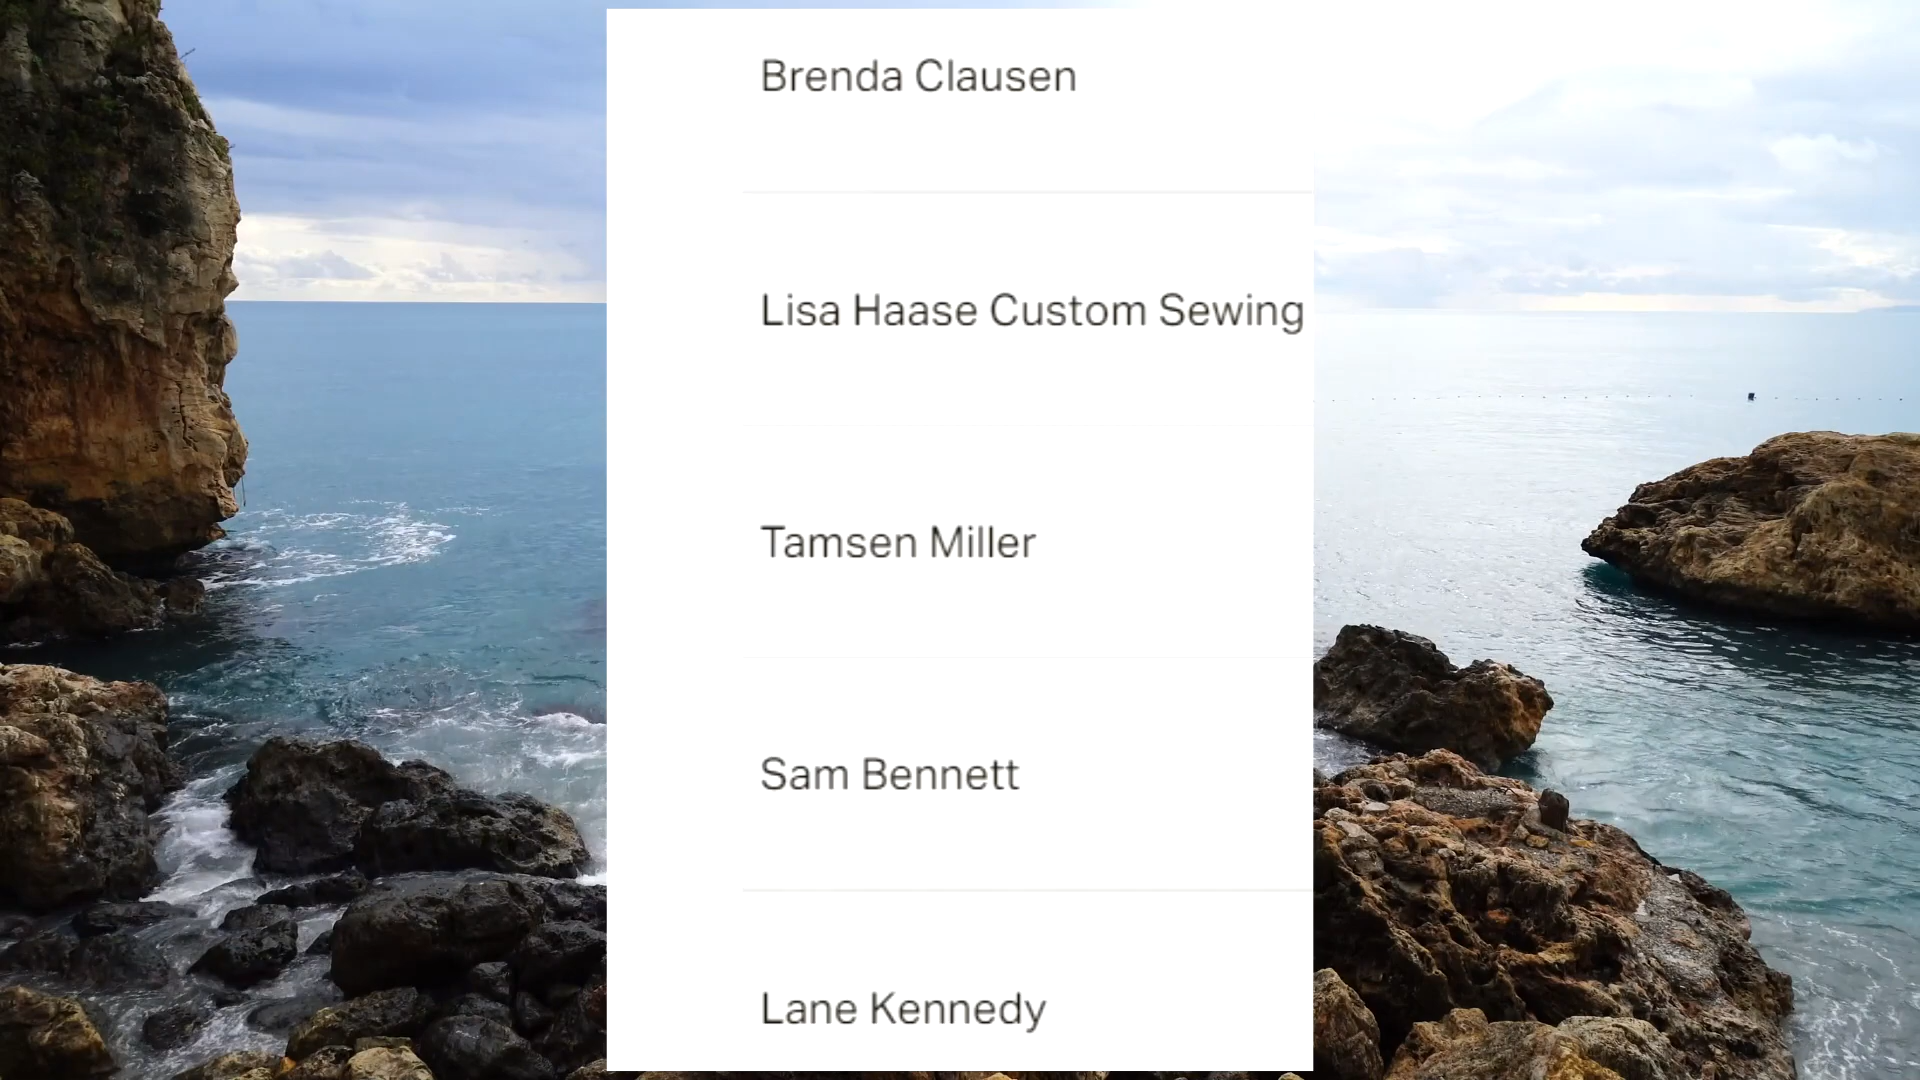 Brenda Clausen
Lisa Haase Custom Sewing
Tamsen Miller
Sam Bennett
Lane Kennedy